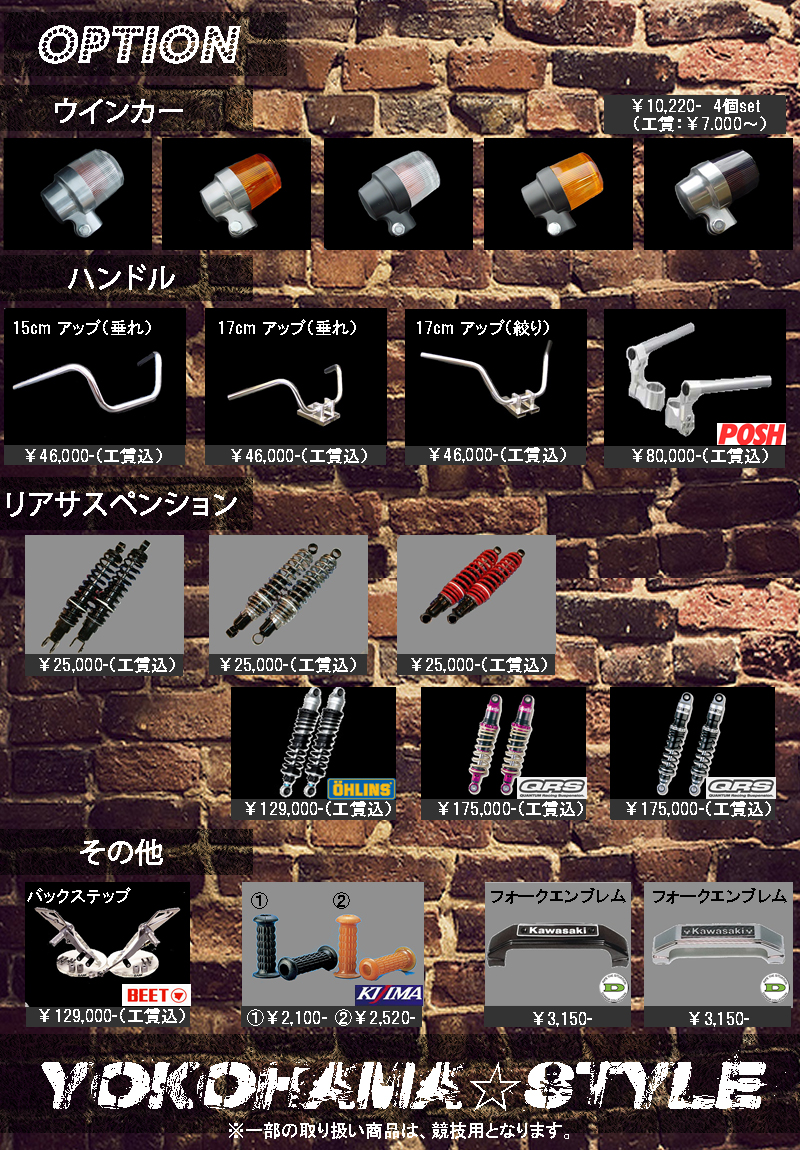 OPTION
ウインカー
￥10,220- 4個set
(工賃：￥7.000～)
ハンドル
15cm アップ(垂れ)
17cm アップ(垂れ)
17cm アップ(絞り)
POSH
￥46,000-(工賃込)
￥46,000-(工賃込)
￥46,000-(工賃込)
￥80,000-(工賃込)
リアサスペンション
￥25,000-(工賃込)
￥25,000-(工賃込)
￥25,000-(工賃込)
ÖHLINS
QRS
QUANTUM Racing Suspension.
QRS
QUANTUM Racing Suspension.
￥129,000-(工賃込)
￥175,000-(工賃込)
￥175,000-(工賃込)
その他
バックステップ
BEET
￥129,000-(工賃込)
① ②
KIJIMA
①￥2,100- ②￥2,520-
フォークエンブレム
Kawasaki
D
￥3,150-
フォークエンブレム
Kawasaki
D
￥3,150-
YOKOHAMA☆STYLE
※一部の取り扱い商品は、競技用となります。